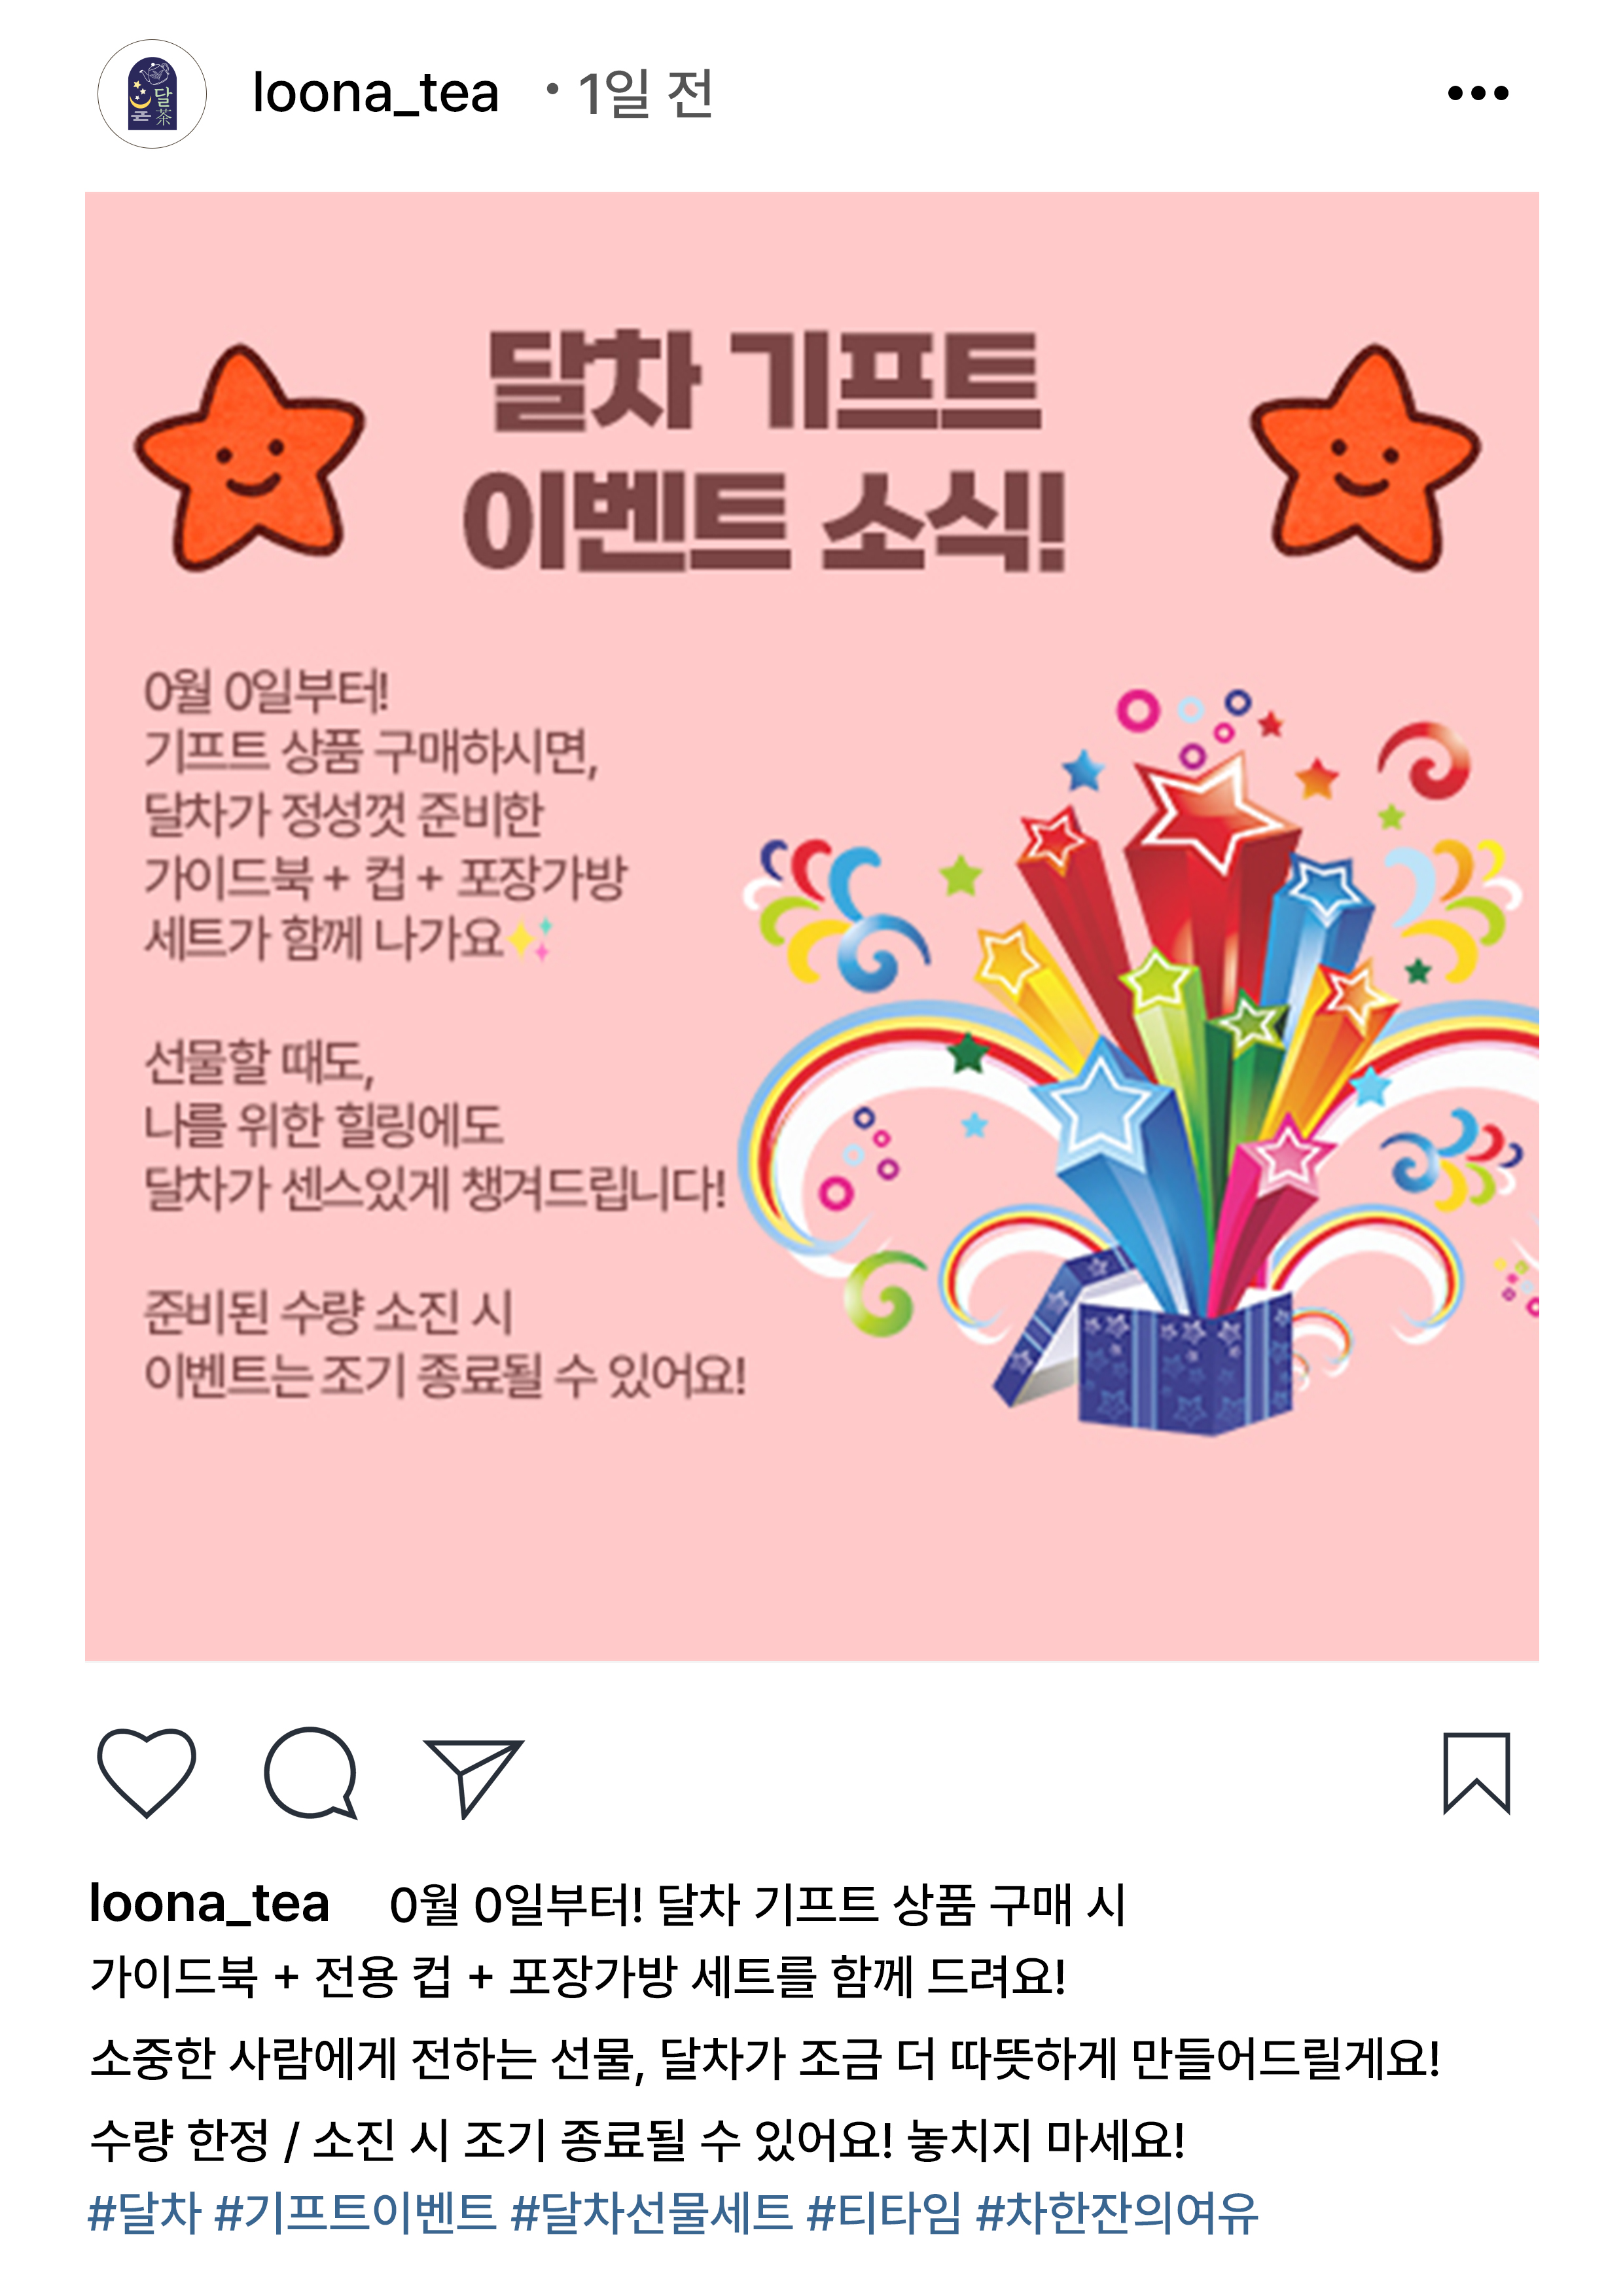 달
茶
loona_tea • 1일 전
달차 기프트
이벤트 소식!
0월 0일부터!
기프트 상품 구매하시면,
달차가 정성껏 준비한
가이드북 + 컵 + 포장가방
세트가 함께 나가요✨
선물할 때도,
나를 위한 힐링에도
달차가 센스있게 챙겨드립니다!
준비된 수량 소진 시
이벤트는 조기 종료될 수 있어요!
loona_tea 0월 0일부터! 달차 기프트 상품 구매 시
가이드북 + 전용 컵 + 포장가방 세트를 함께 드려요!
소중한 사람에게 전하는 선물, 달차가 조금 더 따뜻하게 만들어드릴게요!
수량 한정 / 소진 시 조기 종료될 수 있어요! 놓치지 마세요!
#달차 #기프트이벤트 #달차선물세트 #티타임 #차한잔의여유